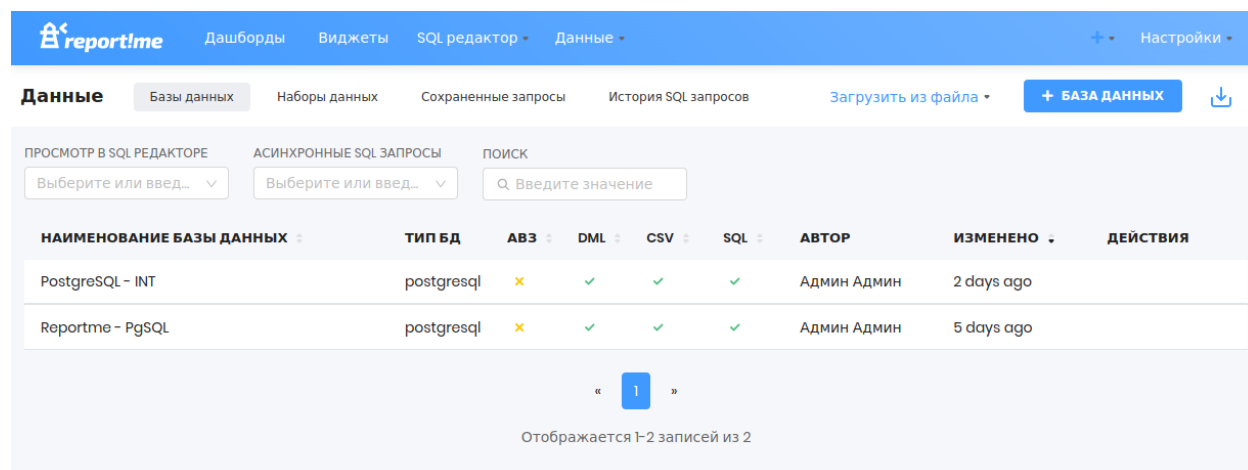 report!me Дашборды Виджеты SQL редактор Данные + Настройки
Данные Базы данных Наборы данных Сохраненные запросы История SQL запросов Загрузить из файла + БАЗА ДАННЫХ
ПРОСМОТР В SQL РЕДАКТОРЕ АСИНХРОННЫЕ SQL ЗАПРОСЫ ПОИСК
Выберите или введ... Выберите или введ... Введите значение
НАИМЕНОВАНИЕ БАЗЫ ДАННЫХ ТИП БД АВЗ DML CSV SQL АВТОР ИЗМЕНЕНО ДЕЙСТВИЯ
PostgreSQL - INT postgresql Админ Админ 2 days ago
Reportme - PgSQL postgresql Админ Админ 5 days ago
« 1 »
Отображается 1-2 записей из 2